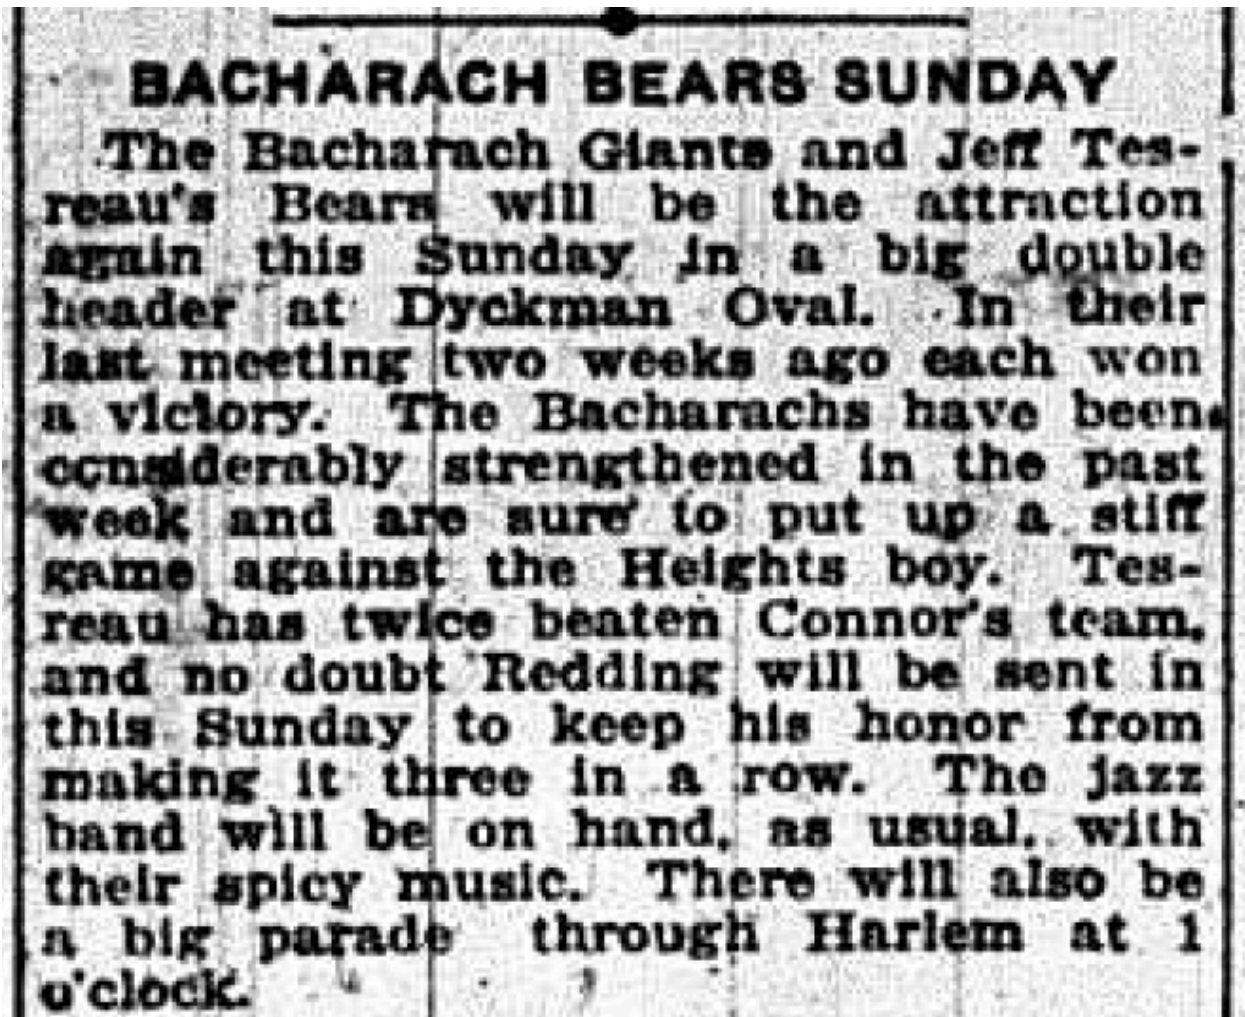 BACHARACH BEARS SUNDAY
The Bacharach Giants and Jeff Tes-
reau's Bears will be the attraction
again this Sunday in a big double
header at Dyckman Oval. In their
last meeting two weeks ago each won
a victory. The Bacharachs have been
considerably strengthened in the past
week and are sure to put up a stiff
game against the Heights boy. Tes-
reau has twice beaten Connor's team,
and no doubt Redding will be sent in
this Sunday to keep his honor from
making it three in a row. The jazz
band will be on hand, as usual, with
their spicy music. There will also be
a big parade through Harlem at 1
o'clock.